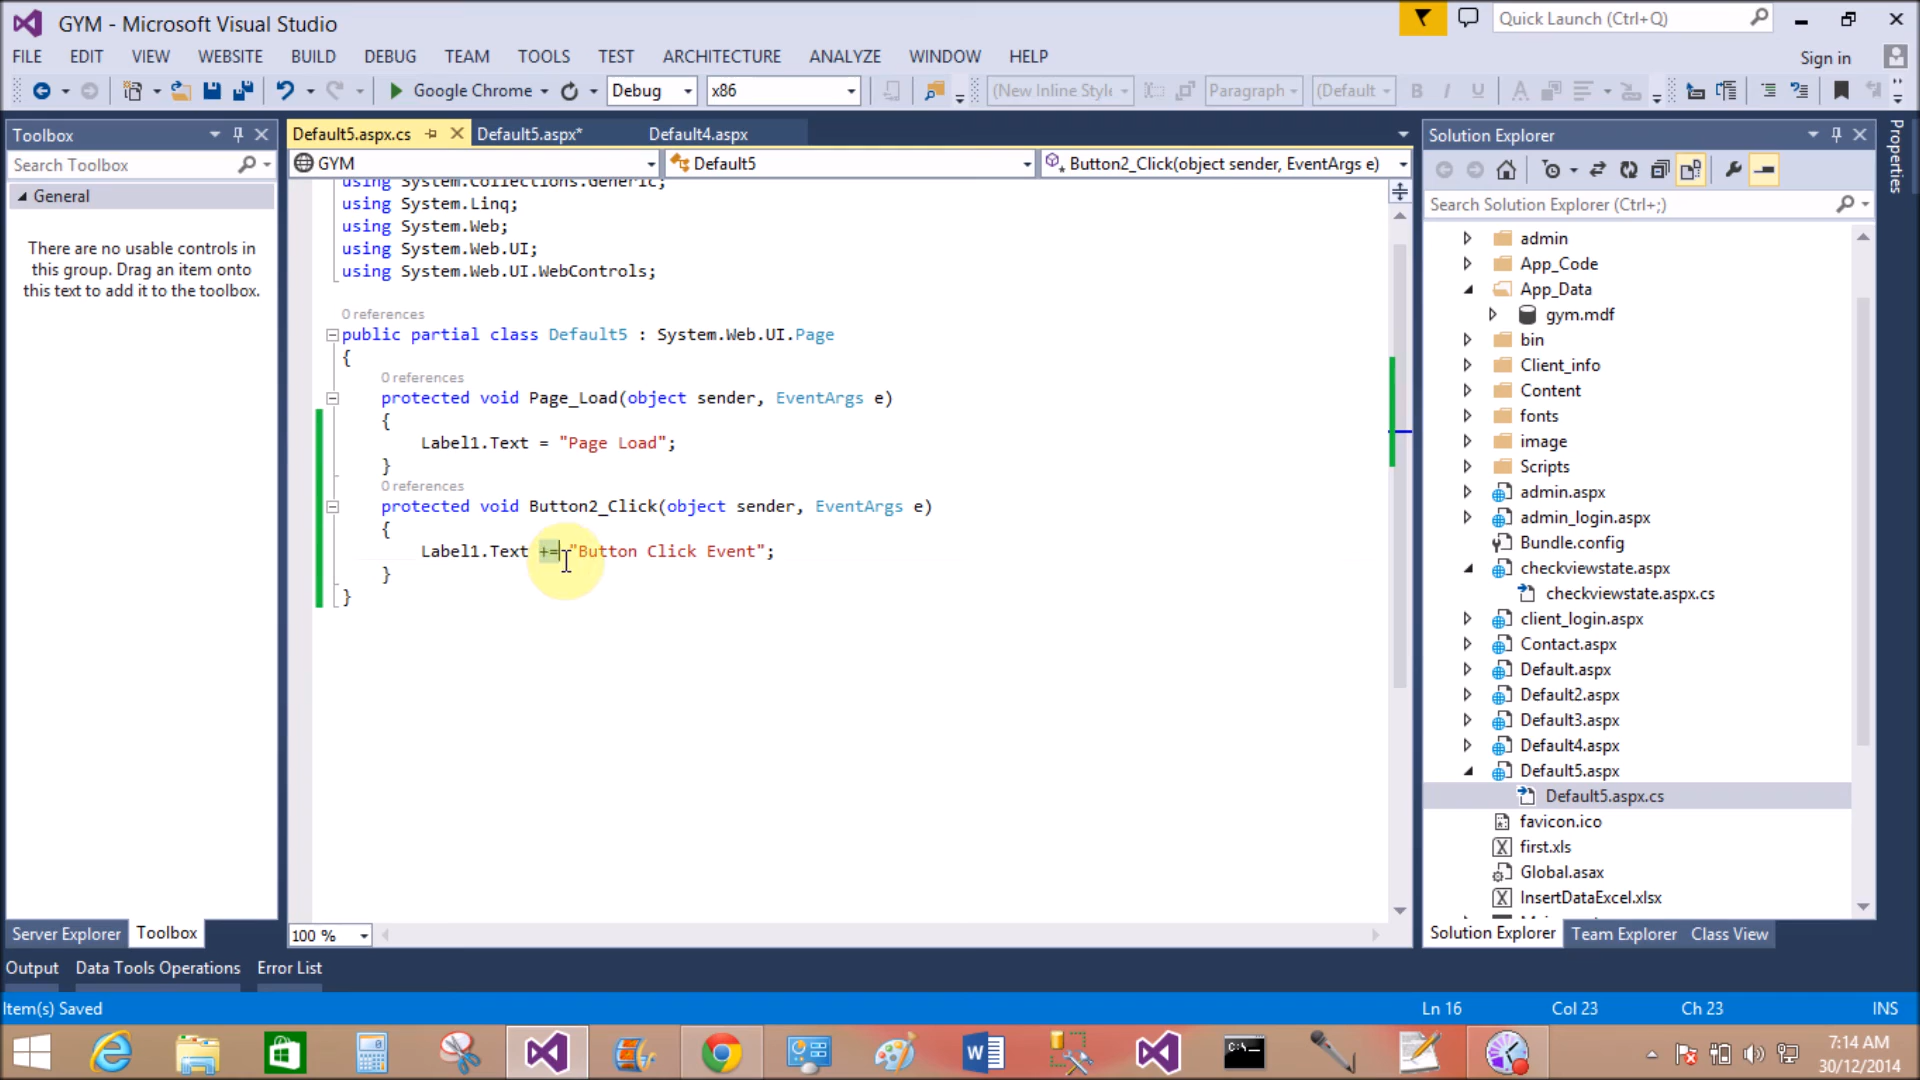 GYM - Microsoft Visual Studio
Quick Launch (Ctrl+Q)
FILE EDIT VIEW WEBSITE BUILD DEBUG TEAM TOOLS TEST ARCHITECTURE ANALYZE WINDOW HELP
Sign in
Google Chrome Debug x86 (New Inline Style Paragraph (Default
Toolbox
Search Toolbox
General
There are no usable controls in
this group. Drag an item onto
this text to add it to the toolbox.
Server Explorer Toolbox
Default5.aspx.cs Default5.aspx* Default4.aspx
GYM Default5 Button2_Click(object sender, EventArgs e)
using System.Collections.Generic;
using System.Linq;
using System.Web;
using System.Web.UI;
using System.Web.UI.WebControls;
0 references
public partial class Default5 : System.Web.UI.Page
{
0 references
protected void Page_Load(object sender, EventArgs e)
{
Label1.Text = "Page Load";
}
0 references
protected void Button2_Click(object sender, EventArgs e)
{
Label1.Text += "Button Click Event";
}
}
100 %
Solution Explorer
Search Solution Explorer (Ctrl+;)
admin
App_Code
App_Data
gym.mdf
bin
Client_info
Content
fonts
image
Scripts
admin.aspx
admin_login.aspx
Bundle.config
checkviewstate.aspx
checkviewstate.aspx.cs
client_login.aspx
Contact.aspx
Default.aspx
Default2.aspx
Default3.aspx
Default4.aspx
Default5.aspx
Default5.aspx.cs
favicon.ico
first.xls
Global.asax
InsertDataExcel.xlsx
Solution Explorer Team Explorer Class View
Properties
Output Data Tools Operations Error List
Item(s) Saved Ln 16 Col 23 Ch 23 INS
7:14 AM
30/12/2014